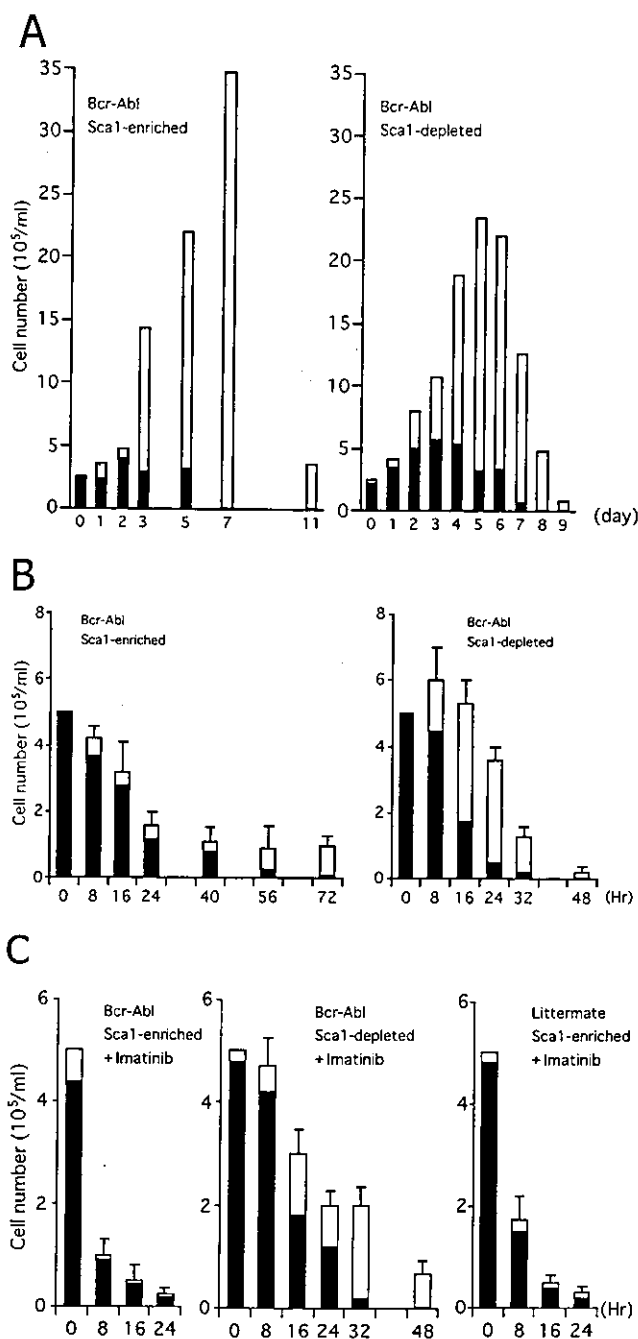 A
Bcr-Abl
Sca1-enriched
Cell number (10⁵/ml)
35
30
25
20
15
10
5
0
0 1 2 3 5 7 11
Bcr-Abl
Sca1-depleted
35
30
25
20
15
10
5
0
0 1 2 3 4 5 6 7 8 9 (day)
B
Bcr-Abl
Sca1-enriched
Cell number (10⁵/ml)
8
6
4
2
0
0 8 16 24 40 56 72
Bcr-Abl
Sca1-depleted
8
6
4
2
0
0 8 16 24 32 48 (Hr)
C
Bcr-Abl
Sca1-enriched
+Imatinib
Cell number (10⁵/ml)
6
4
2
0
0 8 16 24
Bcr-Abl
Sca1-depleted
+Imatinib
6
4
2
0
0 8 16 24 32 48
Littermate
Sca1-enriched
+Imatinib
6
4
2
0
0 8 16 24 (Hr)